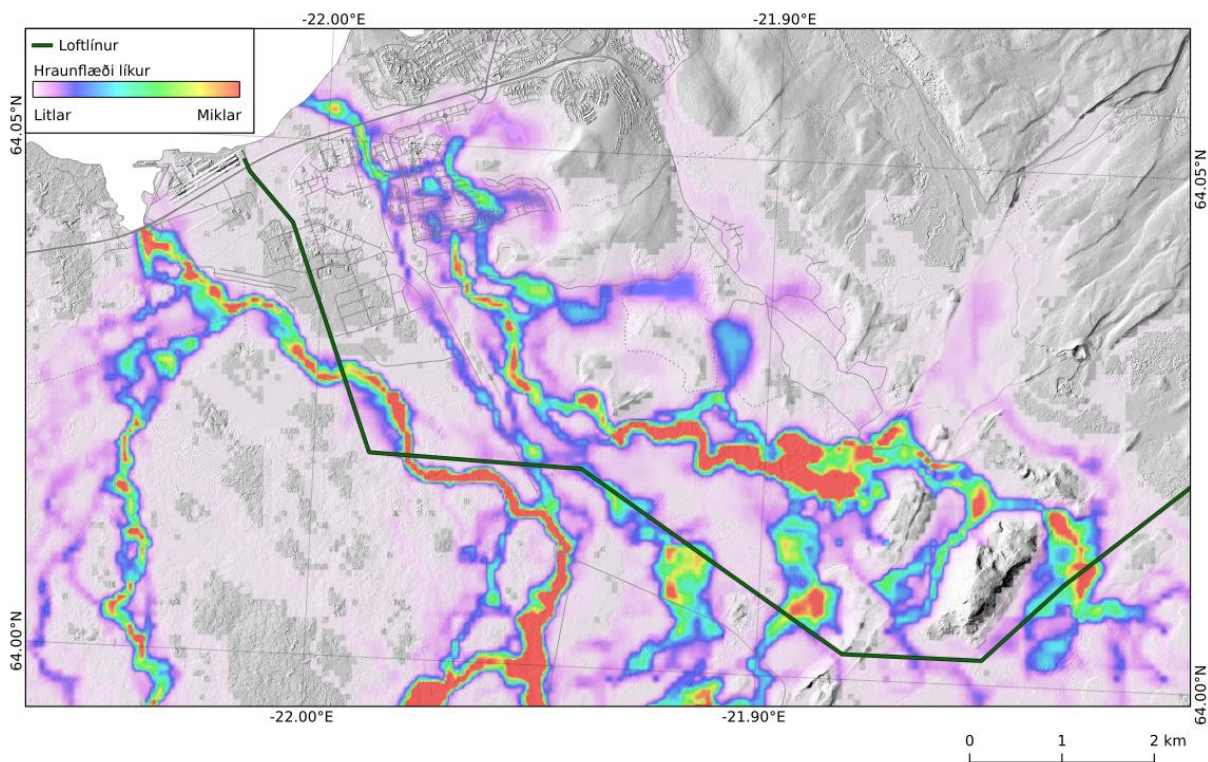 -22.00°E
-21.90°E
Loftlínur
Hraunflæði líkur
Litlar
Miklar
64.05°N
64.05°N
64.00°N
64.00°N
-22.00°E
-21.90°E
0
1
2 km